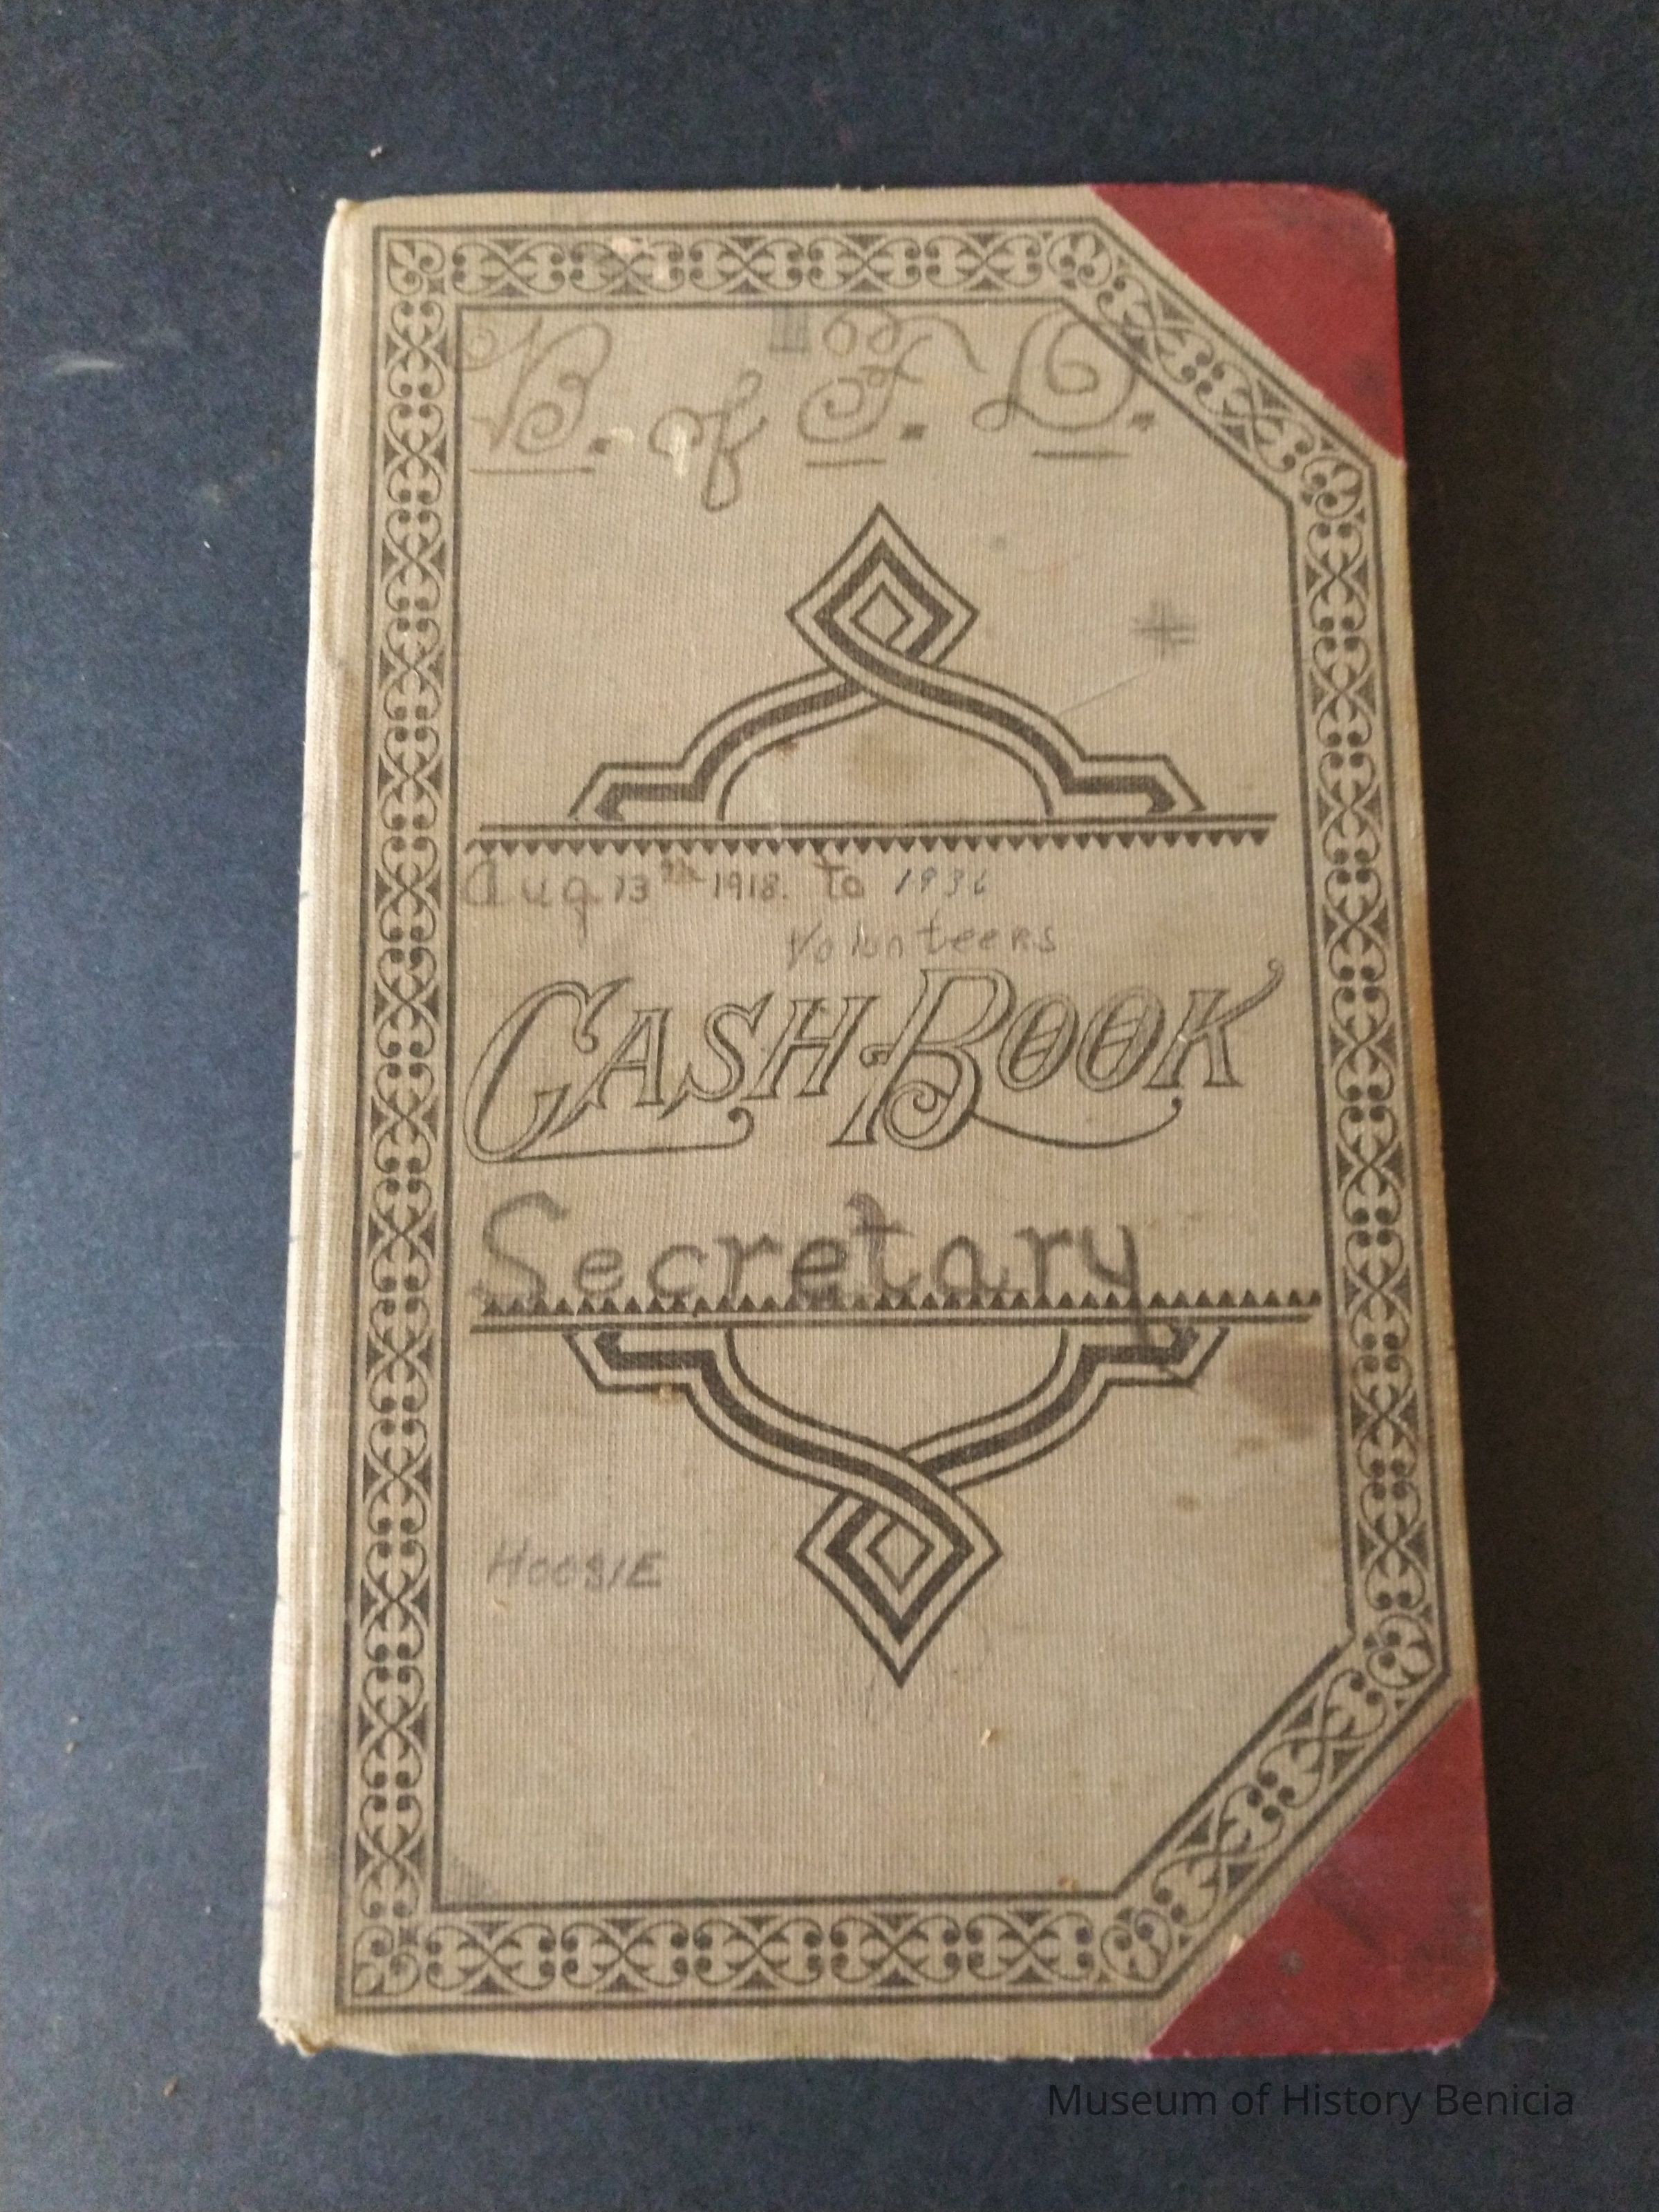 B. of F. D.
Aug 13th 1918. to 1936
Volunteers
CASH BOOK
Secretary
HOOSIE
Museum of History Benicia